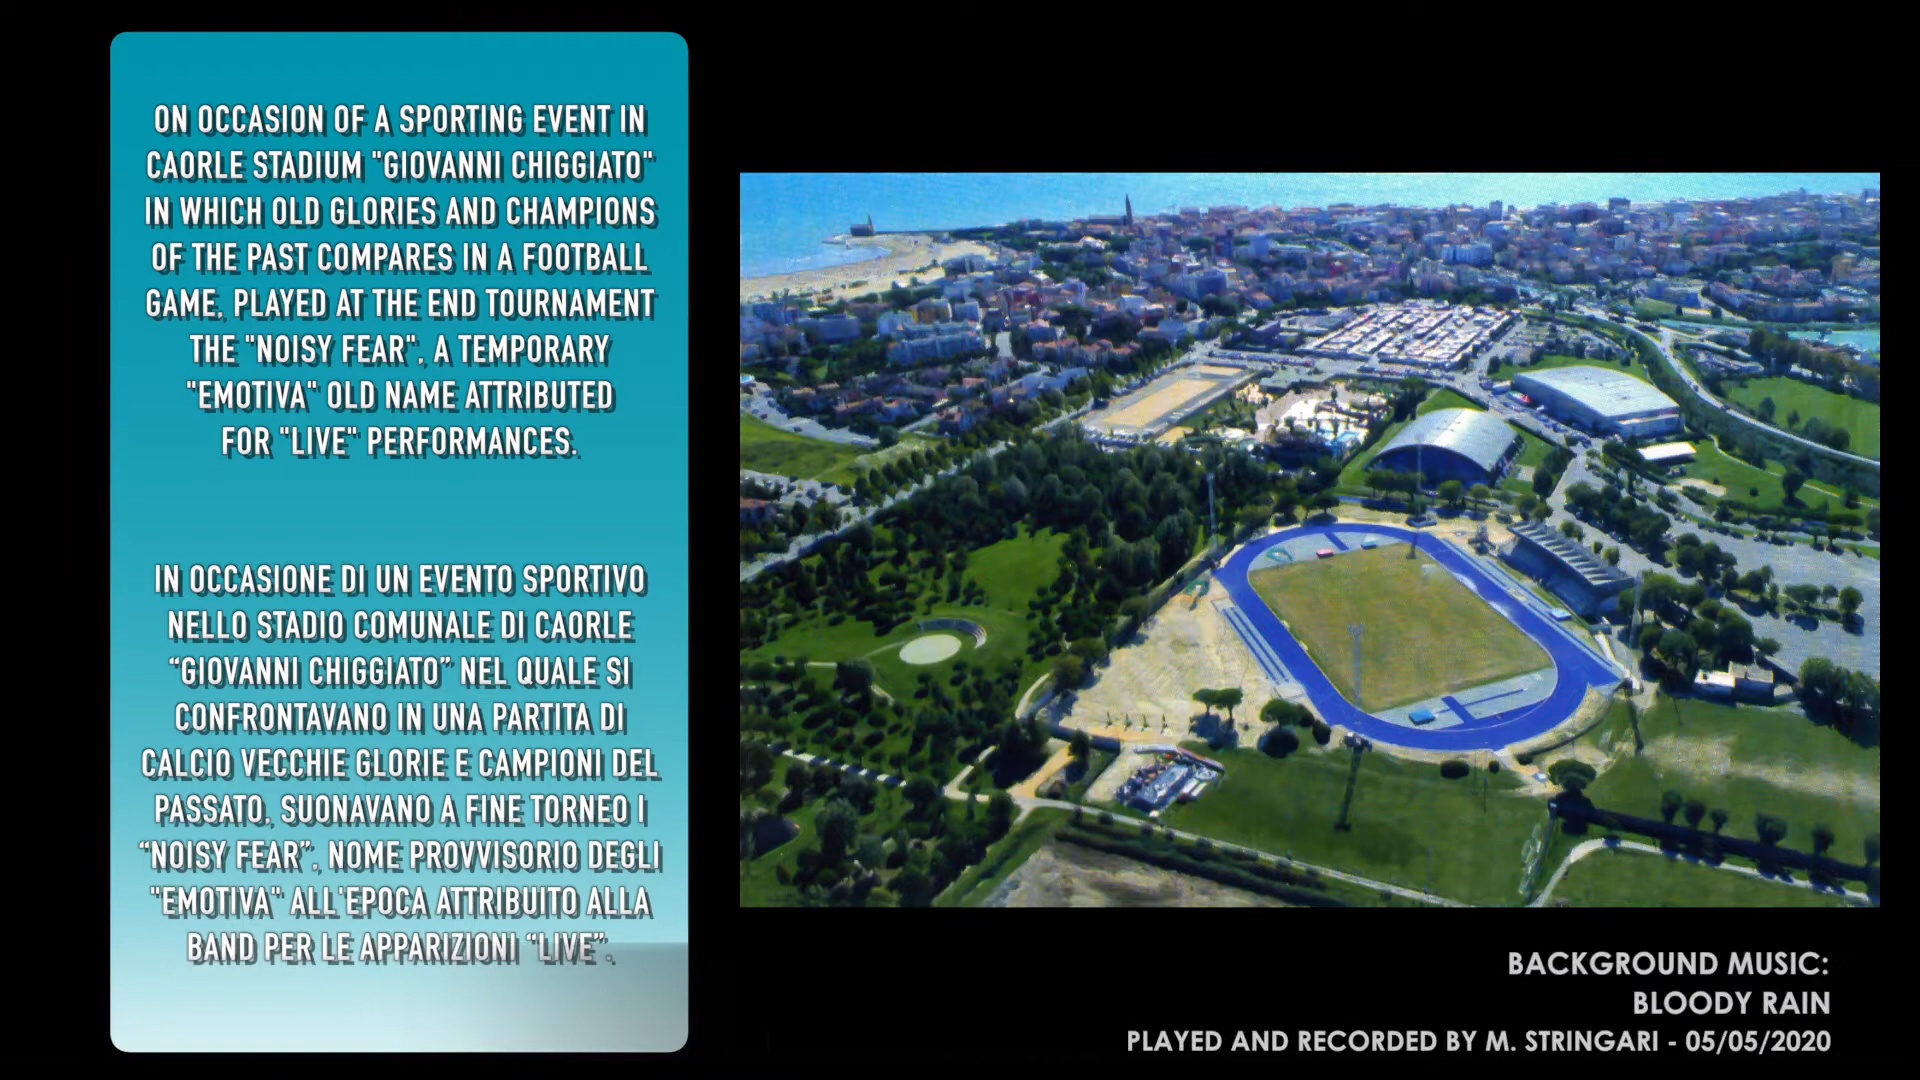 ON OCCASION OF A SPORTING EVENT IN
CAORLE STADIUM "GIOVANNI CHIGGIATO"
IN WHICH OLD GLORIES AND CHAMPIONS
OF THE PAST COMPARES IN A FOOTBALL
GAME, PLAYED AT THE END TOURNAMENT
THE "NOISY FEAR", A TEMPORARY
"EMOTIVA" OLD NAME ATTRIBUTED
FOR "LIVE" PERFORMANCES.
IN OCCASIONE DI UN EVENTO SPORTIVO
NELLO STADIO COMUNALE DI CAORLE
“GIOVANNI CHIGGIATO” NEL QUALE SI
CONFRONTAVANO IN UNA PARTITA DI
CALCIO VECCHIE GLORIE E CAMPIONI DEL
PASSATO, SUONAVANO A FINE TORNEO I
“NOISY FEAR”, NOME PROVVISORIO DEGLI
"EMOTIVA" ALL'EPOCA ATTRIBUITO ALLA
BAND PER LE APPARIZIONI “LIVE”.
BACKGROUND MUSIC:
BLOODY RAIN
PLAYED AND RECORDED BY M. STRINGARI - 05/05/2020